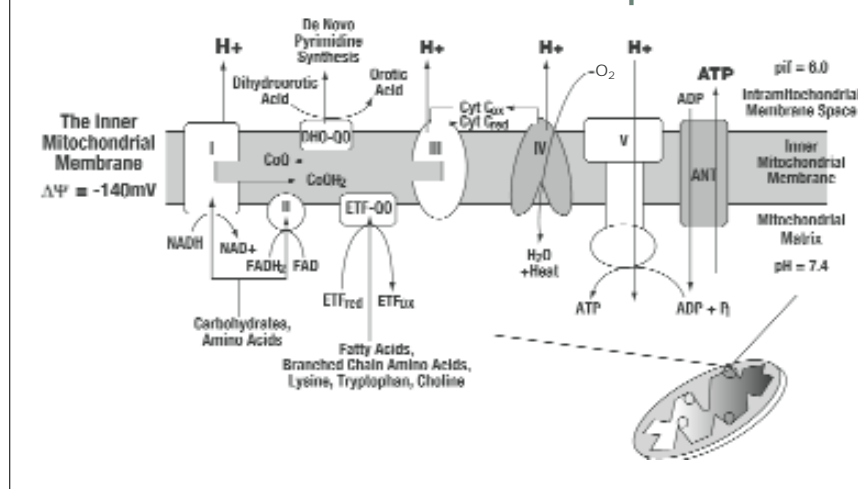 De Novo
Pyrimidine
Synthesis
H+
H+
H+
H+
O₂
ATP
pH = 6.0
Dihydroorotic
Acid
Orotic
Acid
ADP
Intramitochondrial
Membrane Space
Cyt Cox
Cyt Cred
The Inner
Mitochondrial
Membrane
ΔΨ = -140mV
I
DHO-QO
III
IV
V
Inner
Mitochondrial
Membrane
CoQ
CoQH₂
ANT
II
ETF-QO
Mitochondrial
Matrix
NADH
NAD+
FADH₂
FAD
H₂O
+Heat
pH = 7.4
ETFred
ETFox
ATP
ADP + Pi
Carbohydrates,
Amino Acids
Fatty Acids,
Branched Chain Amino Acids,
Lysine, Tryptophan, Choline